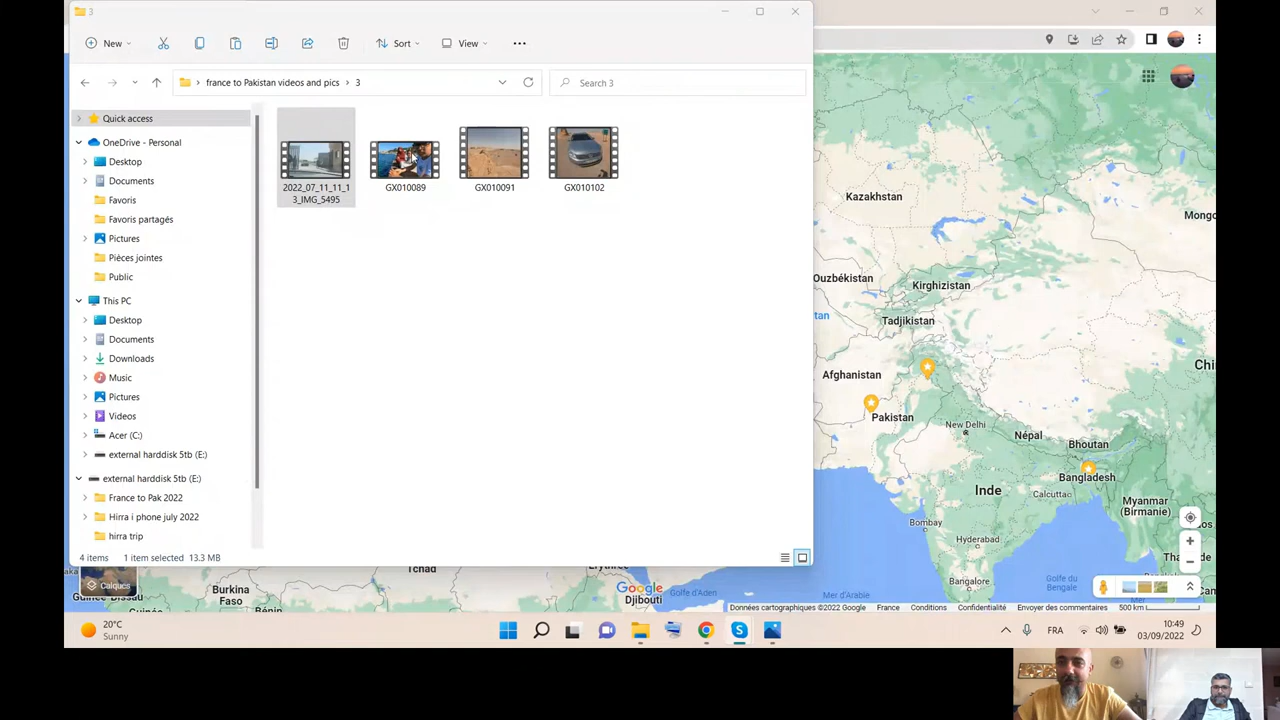 3
New
Sort
View
france to Pakistan videos and pics
3
Search 3
Quick access
OneDrive - Personal
Desktop
Documents
Favoris
Favoris partagés
Pictures
Pièces jointes
Public
This PC
Desktop
Documents
Downloads
Music
Pictures
Videos
Acer (C:)
external harddisk 5tb (E:)
external harddisk 5tb (E:)
France to Pak 2022
Hirra i phone july 2022
hirra trip
2022_07_11_11_1
3_IMG_5495
GX010089
GX010091
GX010102
4 items
1 item selected 13.3 MB
Kazakhstan
Mongo
Ouzbékistan
Kirghizistan
tan
Tadjikistan
Afghanistan
Chi
Pakistan
New Delhi
Népal
Bhoutan
Bangladesh
Inde
Calcutta
Myanmar
(Birmanie)
Bombay
Hyderabad
Bangalore
Golfe du
Bengale
Tha
Mer d'Arabie
Calques
Burkina
Faso
Bénin
Tchad
Google
Djibouti
Golfe d'Aden
Données cartographiques ©2022 Google
France
Conditions
Confidentialité
Envoyer des commentaires
500 km
20°C
Sunny
FRA
10:49
03/09/2022